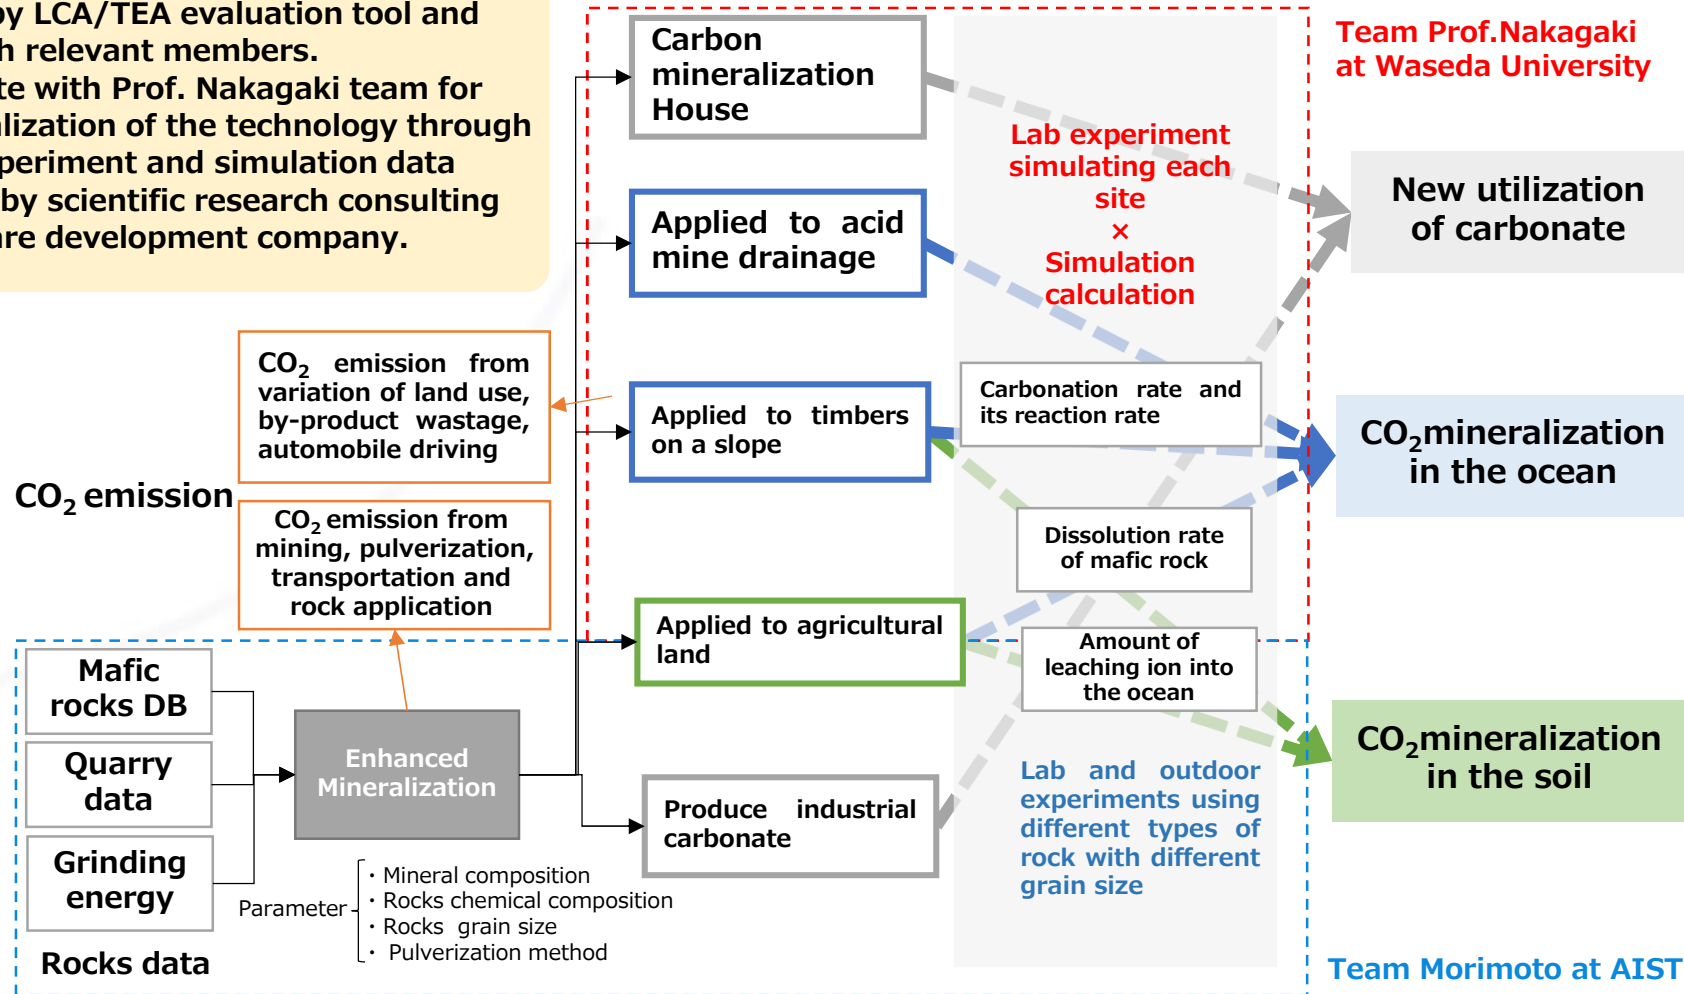 by LCA/TEA evaluation tool and
h relevant members.
te with Prof. Nakagaki team for
alization of the technology through
periment and simulation data
by scientific research consulting
are development company.
Carbon
mineralization
House
Applied to acid
mine drainage
Applied to timbers
on a slope
Applied to agricultural
land
Produce industrial
carbonate
Team Prof.Nakagaki
at Waseda University
Lab experiment
simulating each
site
×
Simulation
calculation
Carbonation rate and
its reaction rate
Dissolution rate
of mafic rock
Amount of
leaching ion into
the ocean
Lab and outdoor
experiments using
different types of
rock with different
grain size
New utilization
of carbonate
CO2mineralization
in the ocean
CO2mineralization
in the soil
CO2 emission
CO2 emission from
variation of land use,
by-product wastage,
automobile driving
CO2 emission from
mining, pulverization,
transportation and
rock application
Mafic
rocks DB
Quarry
data
Grinding
energy
Enhanced
Mineralization
Parameter
・Mineral composition
・Rocks chemical composition
・Rocks grain size
・ Pulverization method
Rocks data
Team Morimoto at AIST